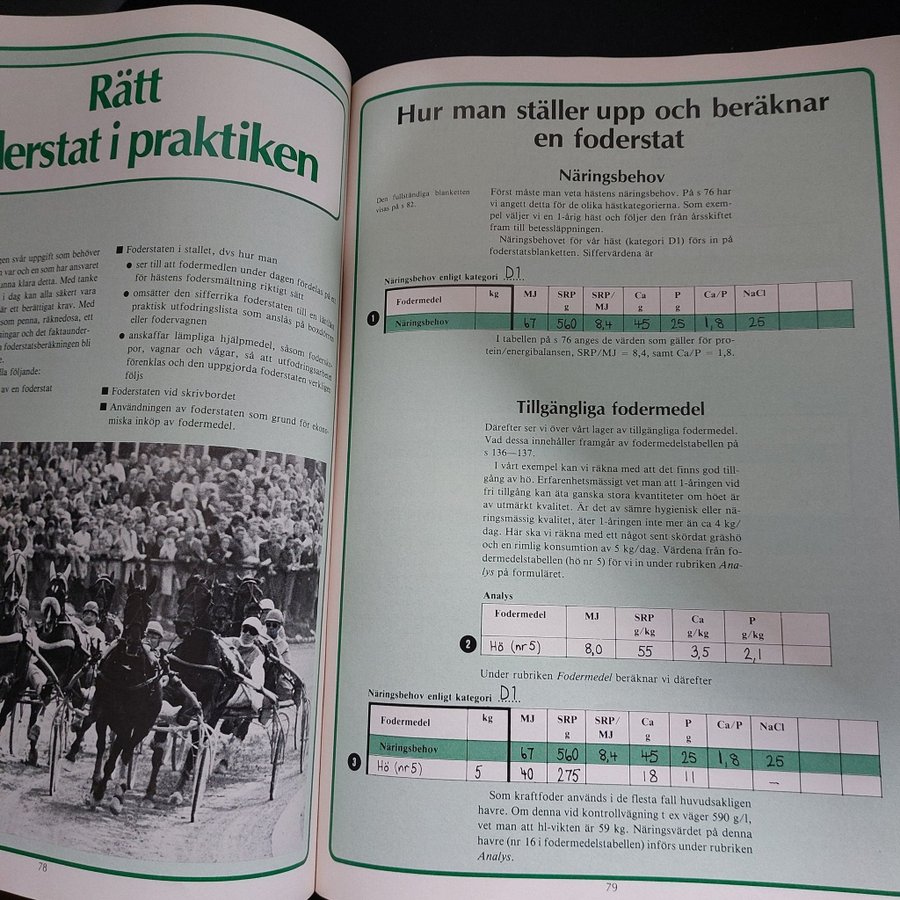 Rätt
derstat i praktiken
gen svår uppgift som behöver
var och en som har ansvaret
unna klara detta. Med tanke
i dag kan alla säkert vara
är ett berättigat krav. Med
som penna, räknedosa, ett
ningar och det faktaunder-
foderstatsberäkningen bli
e.
lla följande:
av en foderstat
■ Foderstaten i stallet, dvs hur man
● ser till att fodermedlen under dagen fördelas på
för hästens fodersmältning riktigt sätt
● omsätter den sifferrika foderstaten till en
praktisk utfodringslista som anslås på boxdörren
eller fodervagnen
● anskaffar lämpliga hjälpmedel, såsom
por, vagnar och vågar, så att utfodringsarbetet
förenklas och den uppgjorda foderstaten verkligen
följs
■ Foderstaten vid skrivbordet
■ Användningen av foderstaten som grund för ekono-
miska inköp av fodermedel.
78
Hur man ställer upp och beräknar
en foderstat
Näringsbehov
Den fullständiga blanketten
visas på s 82.
Först måste man veta hästens näringsbehov. På s 76 har
vi angett detta för de olika hästkategorierna. Som exem-
pel väljer vi en 1-årig häst och följer den från årsskiftet
fram till betessläppningen.
Näringsbehovet för vår häst (kategori D1) förs in på
foderstatsblanketten. Siffervärdena är
Näringsbehov enligt kategori D1
Fodermedel kg MJ SRP g SRP/MJ Ca g P g Ca/P NaCl
1 Näringsbehov 67 560 8,4 45 25 1,8 25
I tabellen på s 76 anges de värden som gäller för pro-
tein/energibalansen, SRP/MJ = 8,4, samt Ca/P = 1,8.
Tillgängliga fodermedel
Därefter ser vi över vårt lager av tillgängliga fodermedel.
Vad dessa innehåller framgår av fodermedelstabellen på
s 136—137.
I vårt exempel kan vi räkna med att det finns god till-
gång av hö. Erfarenhetsmässigt vet man att 1-åringen vid
fri tillgång kan äta ganska stora kvantiteter om höet är
av utmärkt kvalitet. Är det av sämre hygienisk eller nä-
ringsmässig kvalitet, äter 1-åringen inte mer än ca 4 kg/
dag. Här ska vi räkna med ett något sent skördat gräshö
och en rimlig konsumtion av 5 kg/dag. Värdena från fo-
dermedelstabellen (hö nr 5) för vi in under rubriken Ana-
lys på formuläret.
Analys
Fodermedel MJ SRP g/kg Ca g/kg P g/kg
2 Hö (nr 5) 8,0 55 3,5 2,1
Under rubriken Fodermedel beräknar vi därefter
Näringsbehov enligt kategori D1
Fodermedel kg MJ SRP g SRP/MJ Ca g P g Ca/P NaCl
Näringsbehov 67 560 8,4 45 25 1,8 25
3 Hö (nr 5) 5 40 275 18 11 –
Som kraftfoder används i de flesta fall huvudsakligen
havre. Om denna vid kontrollvägning t ex väger 590 g/l,
vet man att hl-vikten är 59 kg. Näringsvärdet på denna
havre (nr 16 i fodermedelstabellen) införs under rubriken
Analys.
79